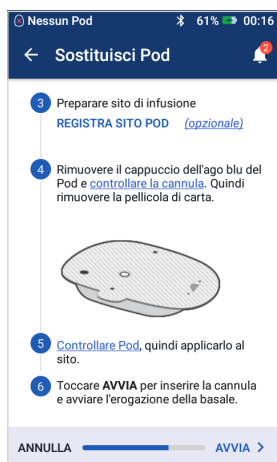 Nessun Pod 61% 00:16
Sostituisci Pod 2
3 Preparare sito di infusione
REGISTRA SITO POD (opzionale)
4 Rimuovere il cappuccio dell'ago blu del
Pod e controllare la cannula. Quindi
rimuovere la pellicola di carta.
5 Controllare Pod, quindi applicarlo al
sito.
6 Toccare AVVIA per inserire la cannula
e avviare l'erogazione della basale.
ANNULLA AVVIA